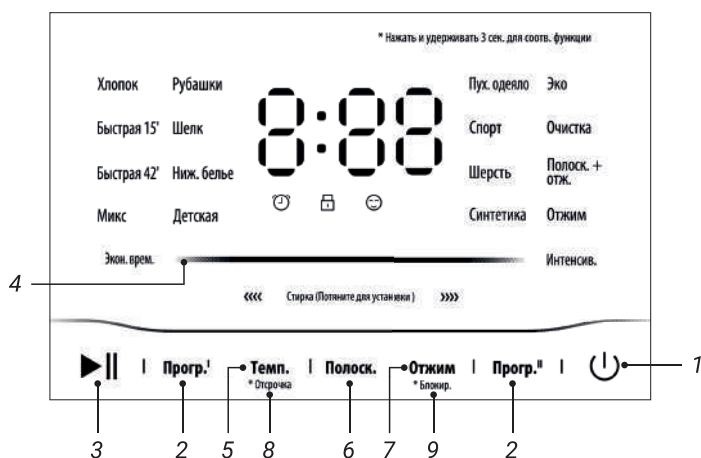 * Нажать и удерживать 3 сек. для соотв. функции
Хлопок Рубашки 8:88 Пух. одеяло Эко
Быстрая 15' Шелк Спорт Очистка
Быстрая 42' Ниж. белье Шерсть Полоск. +
отж.
Микс Детская Синтетика Отжим
Экон. врем. Интенсив.
4
«« Стирка (Потяните для установки) »»
Прогр.I Темп. Полоск. Отжим Прогр.II 1
* Отсрочка * Блокир.
3 2 5 8 6 7 9 2